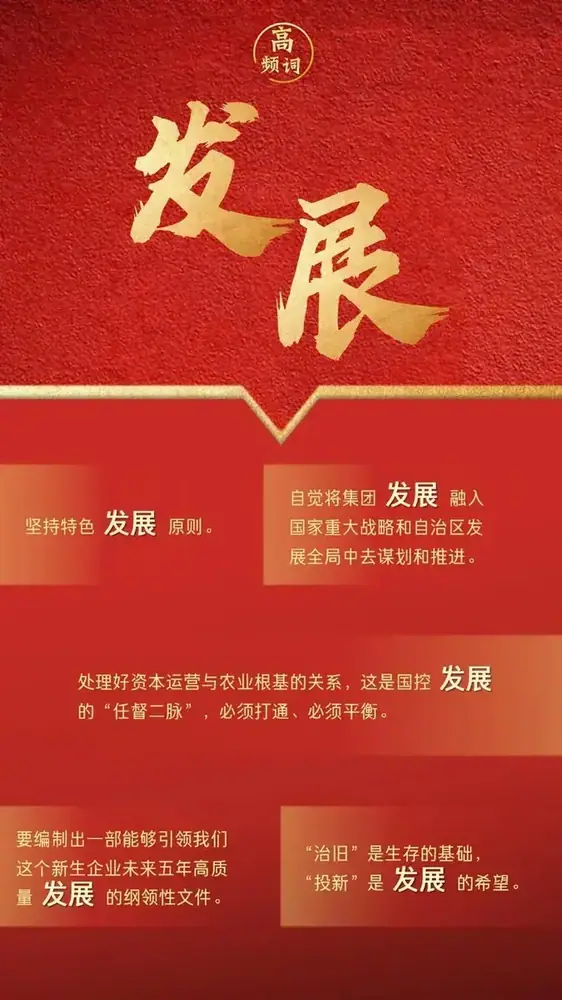 高
频词
发展
坚持特色 发展 原则。
自觉将集团 发展 融入
国家重大战略和自治区发
展全局中去谋划和推进。
处理好资本运营与农业根基的关系，这是国控 发展
的“任督二脉”，必须打通、必须平衡。
要编制出一部能够引领我们
这个新生企业未来五年高质
量 发展 的纲领性文件。
“治旧”是生存的基础，
“投新”是 发展 的希望。